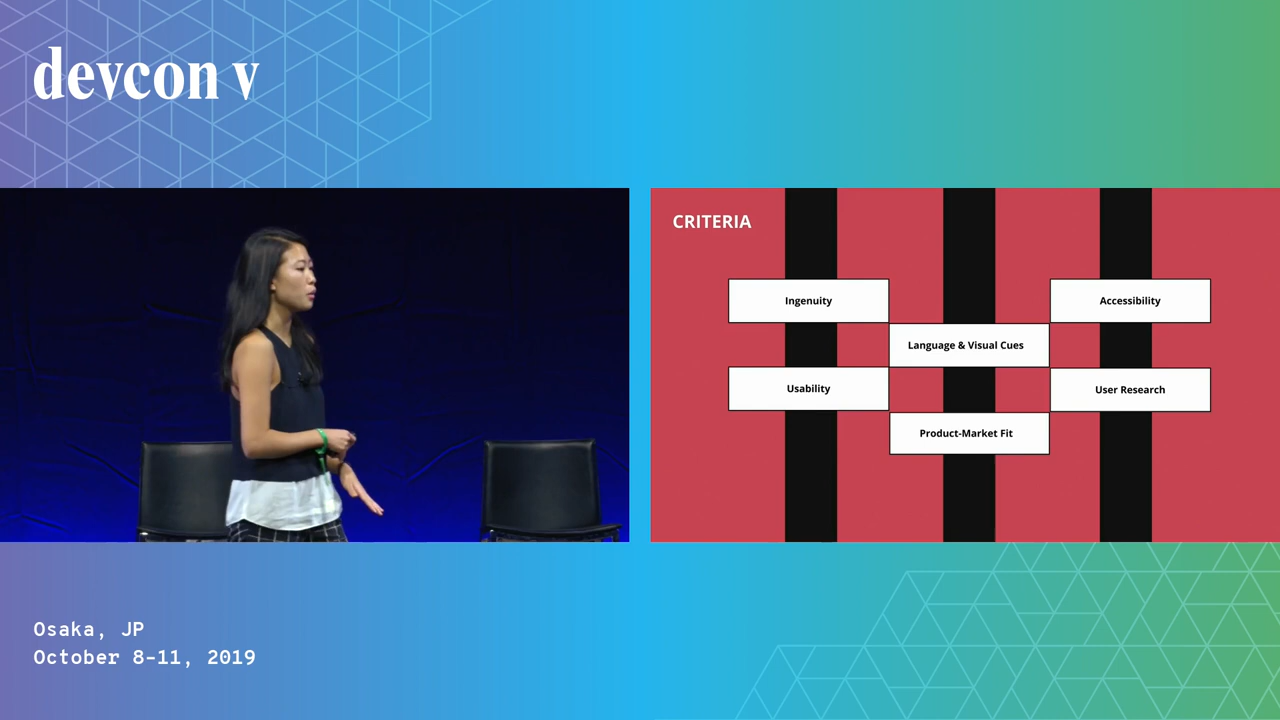 devcon v
CRITERIA
Ingenuity
Accessibility
Language & Visual Cues
Usability
User Research
Product-Market Fit
Osaka, JP
October 8-11, 2019